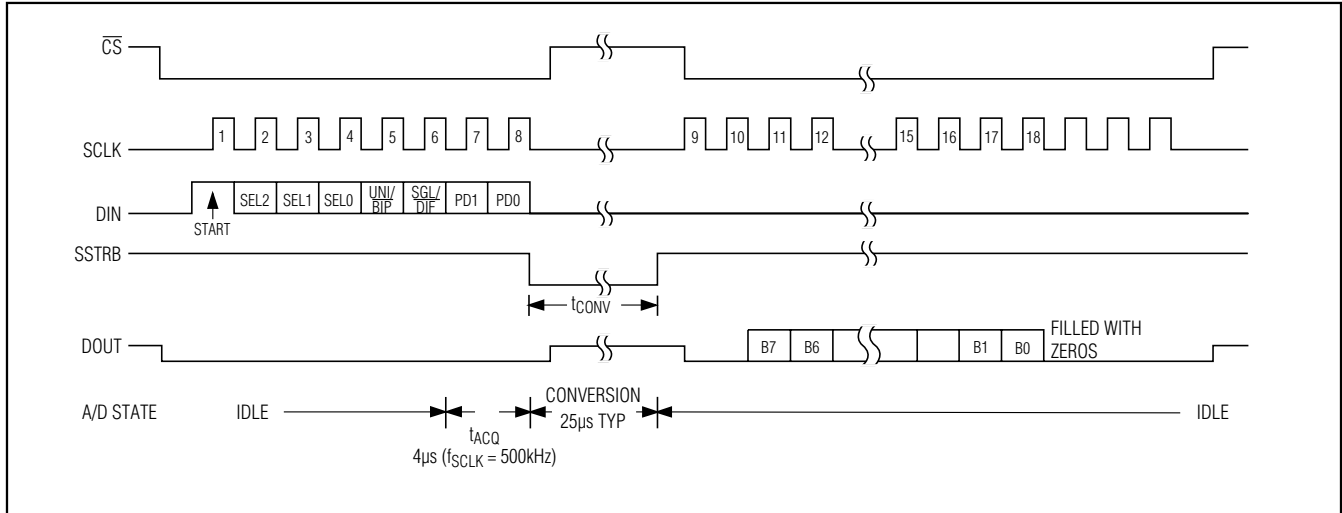 CS
SCLK 1 2 3 4 5 6 7 8 9 10 11 12 15 16 17 18
DIN SEL2 SEL1 SEL0 UNI/BIP SGL/DIF PD1 PD0
START
SSTRB
tCONV
DOUT B7 B6 B1 B0 FILLED WITH
ZEROS
A/D STATE IDLE CONVERSION IDLE
25µs TYP
tACQ
4µs (fSCLK = 500kHz)